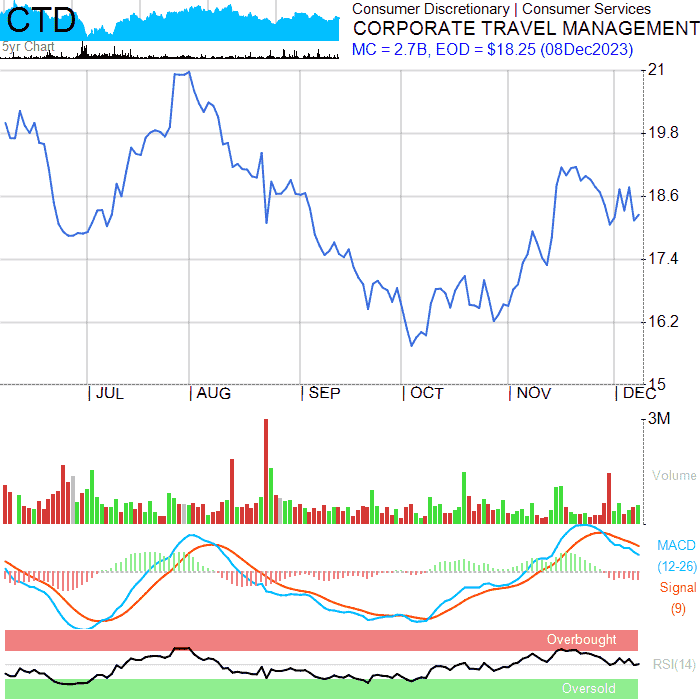 CTD
5yr Chart
Consumer Discretionary | Consumer Services
CORPORATE TRAVEL MANAGEMENT
MC = 2.7B, EOD = $18.25 (08Dec2023)
21
19.8
18.6
17.4
16.2
15
JUL
AUG
SEP
OCT
NOV
DEC
3M
Volume
MACD
(12-26)
Signal
(9)
Overbought
RSI(14)
Oversold